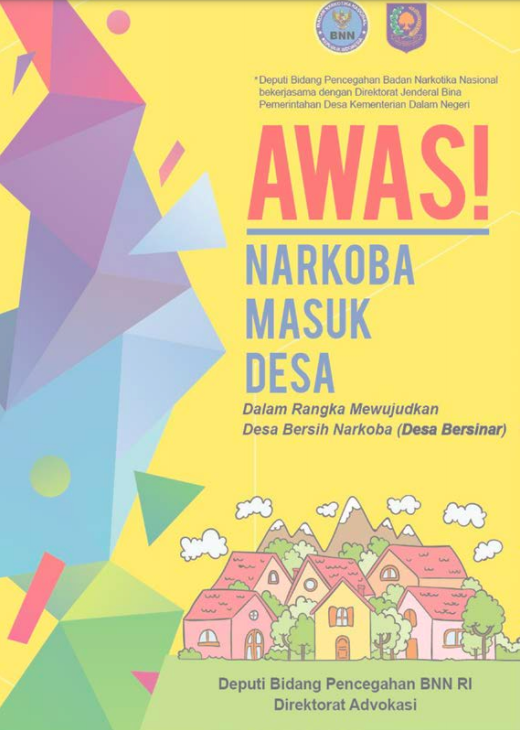 BNN
*Deputi Bidang Pencegahan Badan Narkotika Nasional
bekerjasama dengan Direktorat Jenderal Bina
Pemerintahan Desa Kementerian Dalam Negeri
AWAS!
NARKOBA
MASUK
DESA
Dalam Rangka Mewujudkan
Desa Bersih Narkoba (Desa Bersinar)
Deputi Bidang Pencegahan BNN RI
Direktorat Advokasi